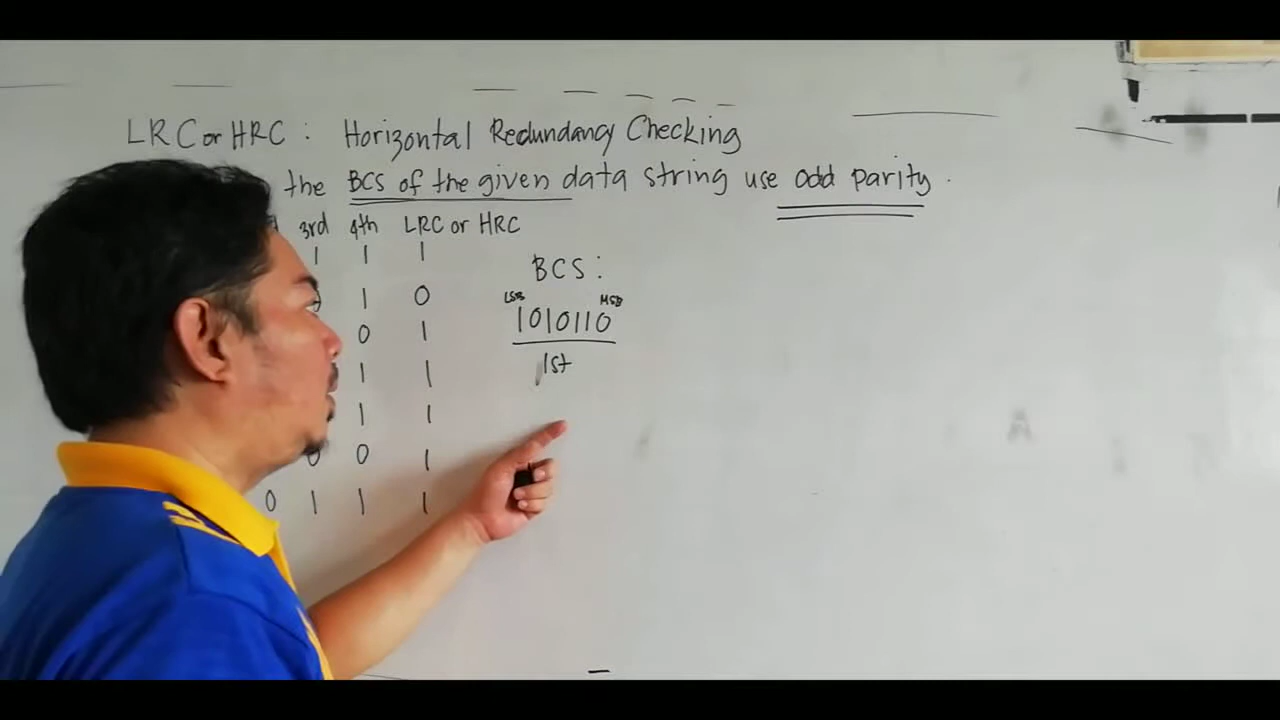 LRC or HRC : Horizontal Redundancy Checking
the BCS of the given data string use odd parity .
3rd 4th LRC or HRC
1 1 1
1 0
0 1
1 1
1 1
0 0 1
0 1 1 1
BCS :
LSB MSB
1010110
1st